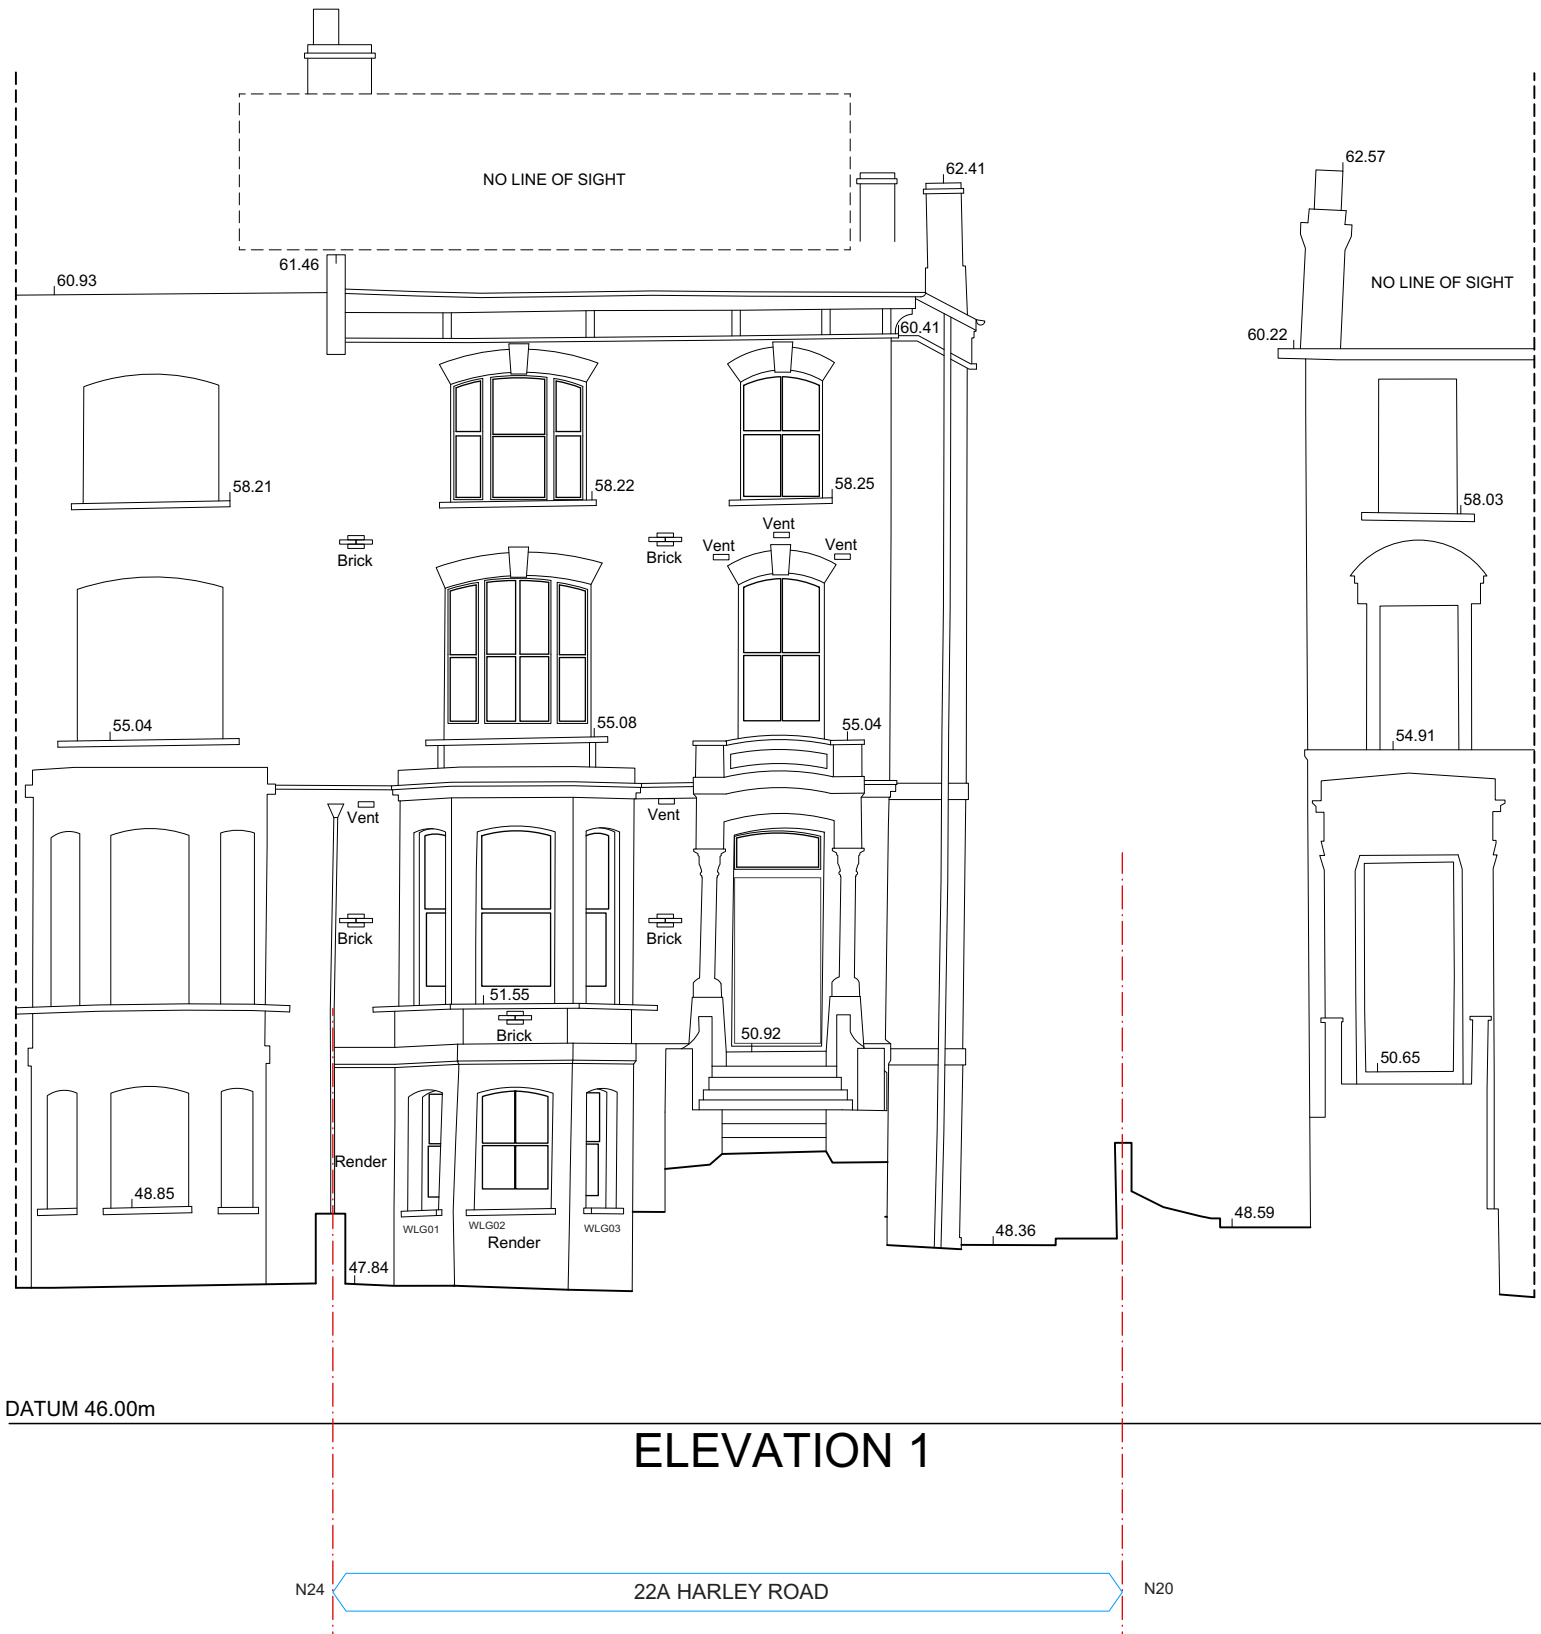 62.57
62.41
NO LINE OF SIGHT
61.46
60.93
NO LINE OF SIGHT
60.41
60.22
58.21
58.22
58.25
58.03
Vent
Vent
Vent
Brick
Brick
55.04
55.08
55.04
54.91
Vent
Vent
Brick
Brick
51.55
Brick
50.92
50.65
Render
48.85
WLG01
WLG02
WLG03
Render
48.36
48.59
47.84
DATUM 46.00m
ELEVATION 1
N24
22A HARLEY ROAD
N20